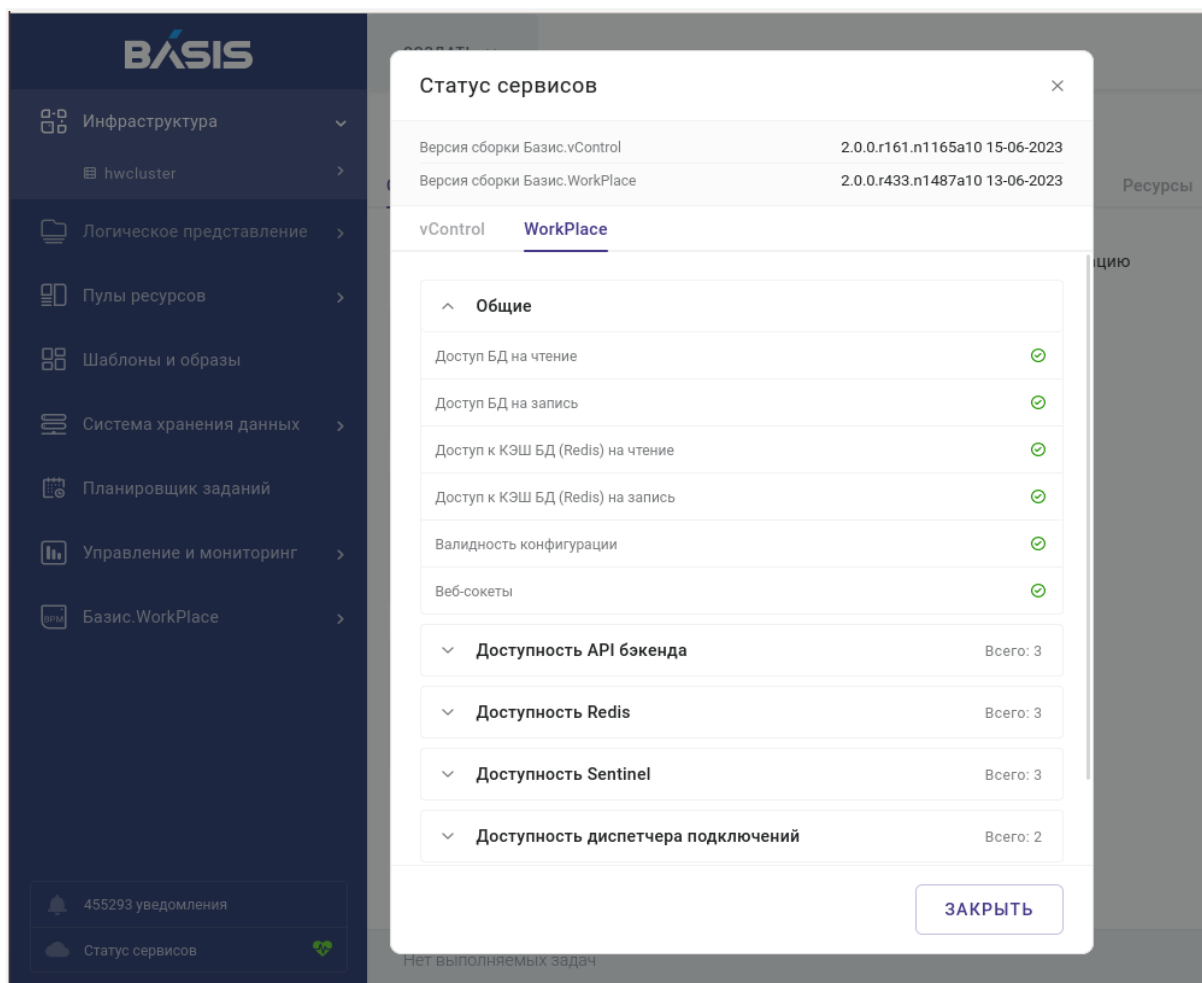 BASIS
Инфраструктура
hwcluster
Логическое представление
Пулы ресурсов
Шаблоны и образы
Система хранения данных
Планировщик заданий
Управление и мониторинг
BPM Базис.WorkPlace
455293 уведомления
Статус сервисов
Статус сервисов
Версия сборки Базис.vControl 2.0.0.r161.n1165a10 15-06-2023
Версия сборки Базис.WorkPlace 2.0.0.r433.n1487a10 13-06-2023
vControl WorkPlace
Общие
Доступ БД на чтение
Доступ БД на запись
Доступ к КЭШ БД (Redis) на чтение
Доступ к КЭШ БД (Redis) на запись
Валидность конфигурации
Веб-сокеты
Доступность API бэкенда Всего: 3
Доступность Redis Всего: 3
Доступность Sentinel Всего: 3
Доступность диспетчера подключений Всего: 2
ЗАКРЫТЬ
Ресурсы
Нет выполняемых задач